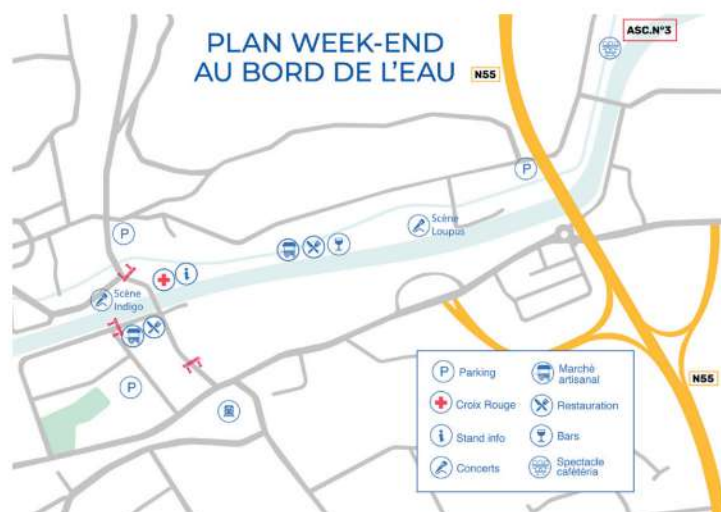 PLAN WEEK-END
AU BORD DE L'EAU
ASC.N°3
N55
P
Scène
Loupus
P
i
Scène
Indigo
P
N55
P Parking
Marché
artisanal
Croix Rouge
Restauration
i Stand info
Bars
Concerts
Spectacle
cafétéria